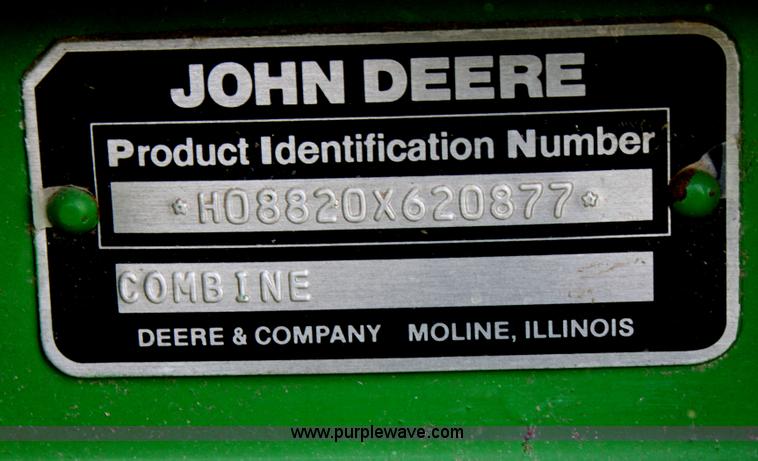 JOHN DEERE
Product Identification Number
*H08820X620877*
COMBINE
DEERE & COMPANY MOLINE, ILLINOIS
www.purplewave.com